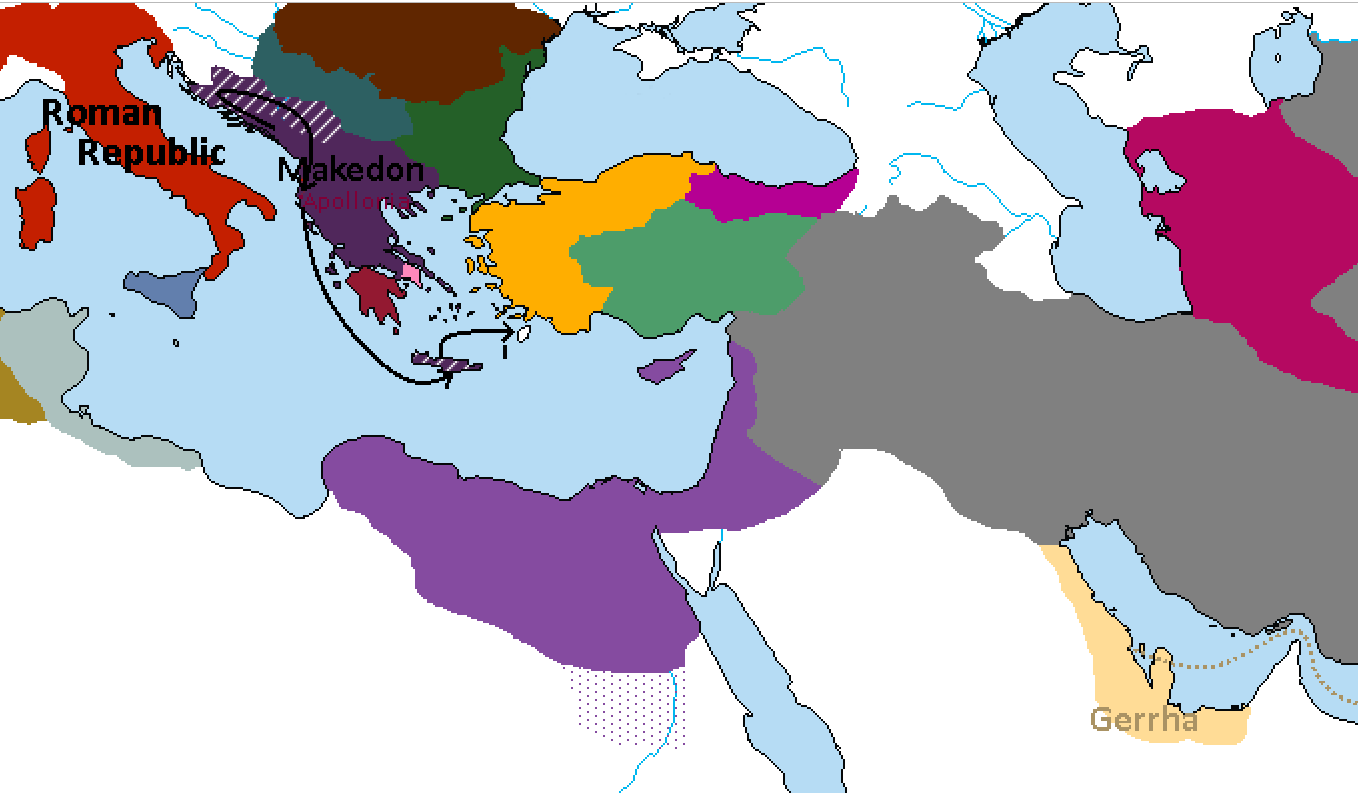 Roman
Republic
Makedon
Apollonia
i
Gerrha